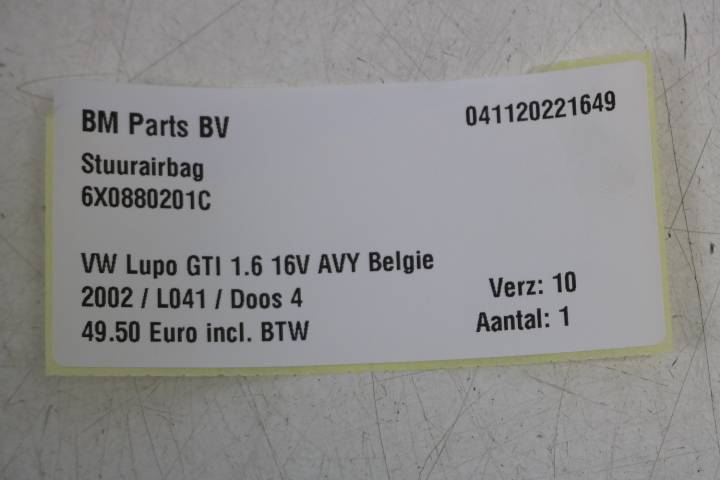 BM Parts BV
041120221649
Stuurairbag
6X0880201C
VW Lupo GTI 1.6 16V AVY Belgie
2002 / L041 / Doos 4
Verz: 10
49.50 Euro incl. BTW
Aantal: 1